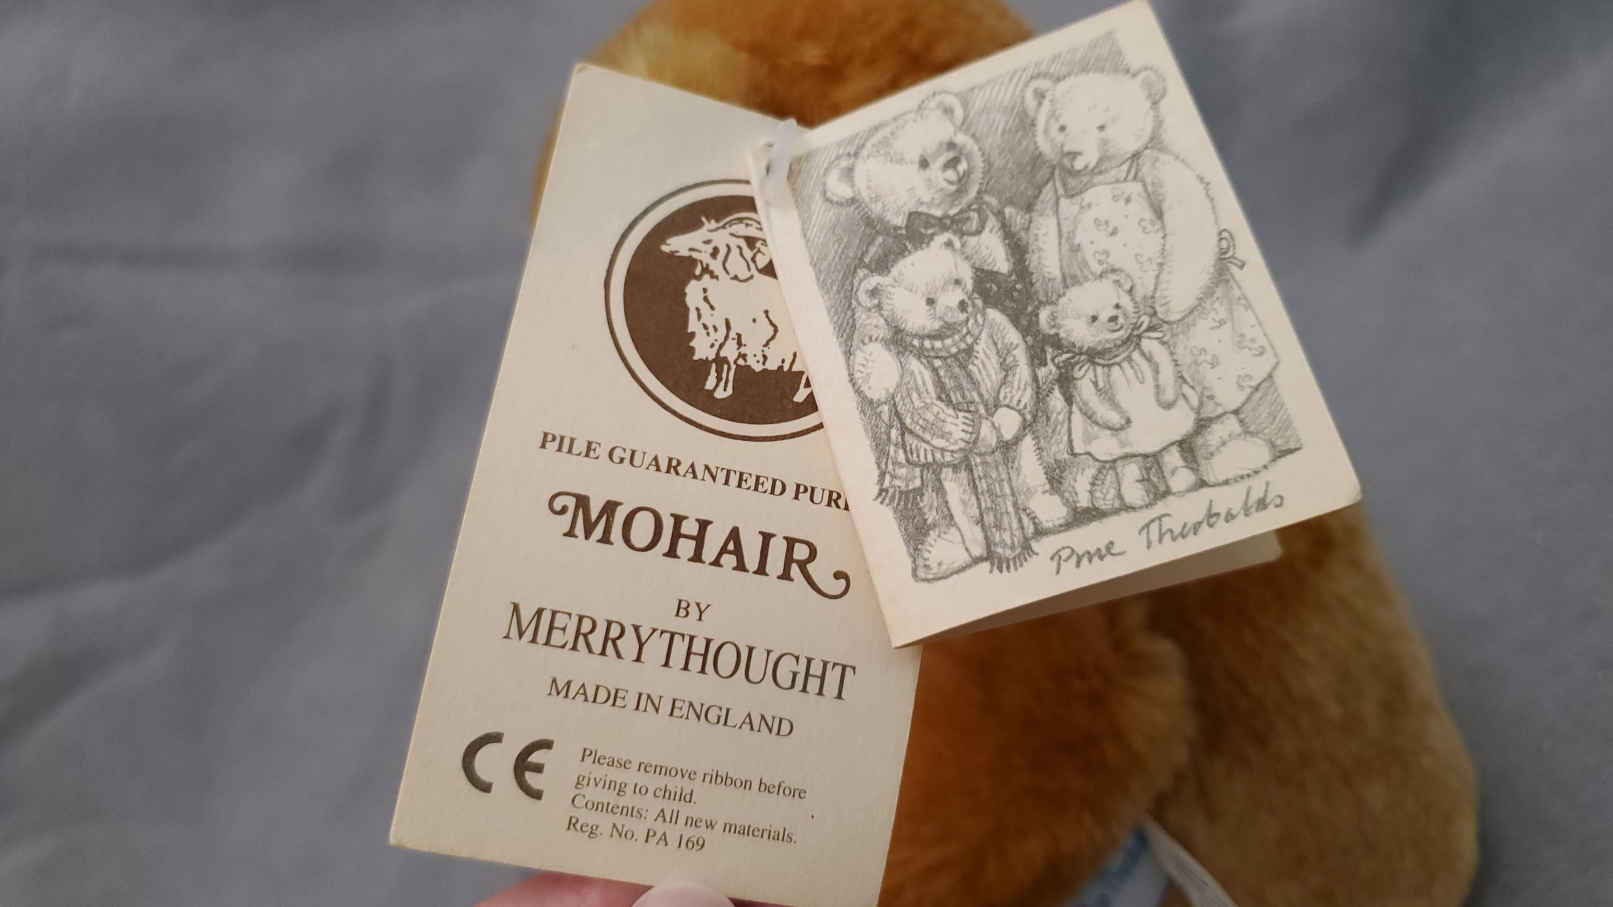 PILE GUARANTEED PURE
MOHAIR
BY
MERRYTHOUGHT
MADE IN ENGLAND
CE
Please remove ribbon before
giving to child.
Contents: All new materials.
Reg. No. PA 169
Prue Theobalds